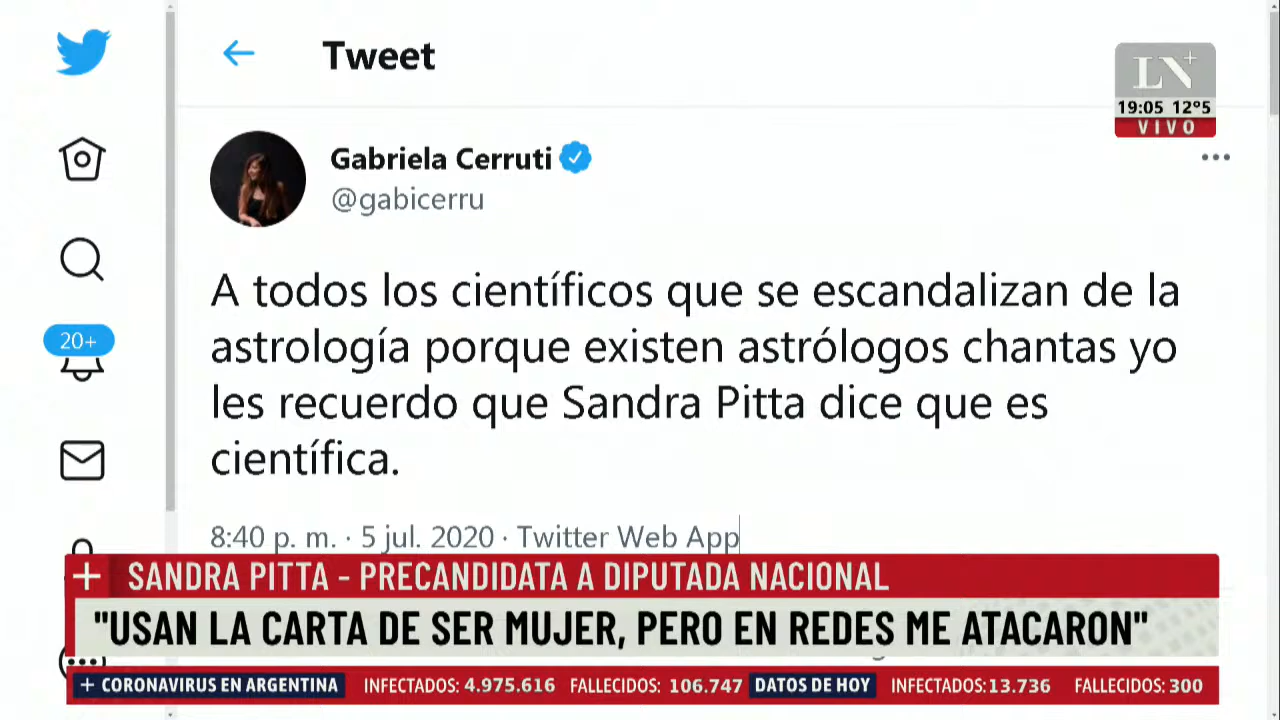 Tweet
LN+
19:05 12°5
VIVO
Gabriela Cerruti
@gabicerru
A todos los científicos que se escandalizan de la
astrología porque existen astrólogos chantas yo
les recuerdo que Sandra Pitta dice que es
científica.
20+
8:40 p. m. · 5 jul. 2020 · Twitter Web App
+ SANDRA PITTA - PRECANDIDATA A DIPUTADA NACIONAL
"USAN LA CARTA DE SER MUJER, PERO EN REDES ME ATACARON"
+ CORONAVIRUS EN ARGENTINA INFECTADOS: 4.975.616 FALLECIDOS: 106.747 DATOS DE HOY INFECTADOS:13.736 FALLECIDOS: 300